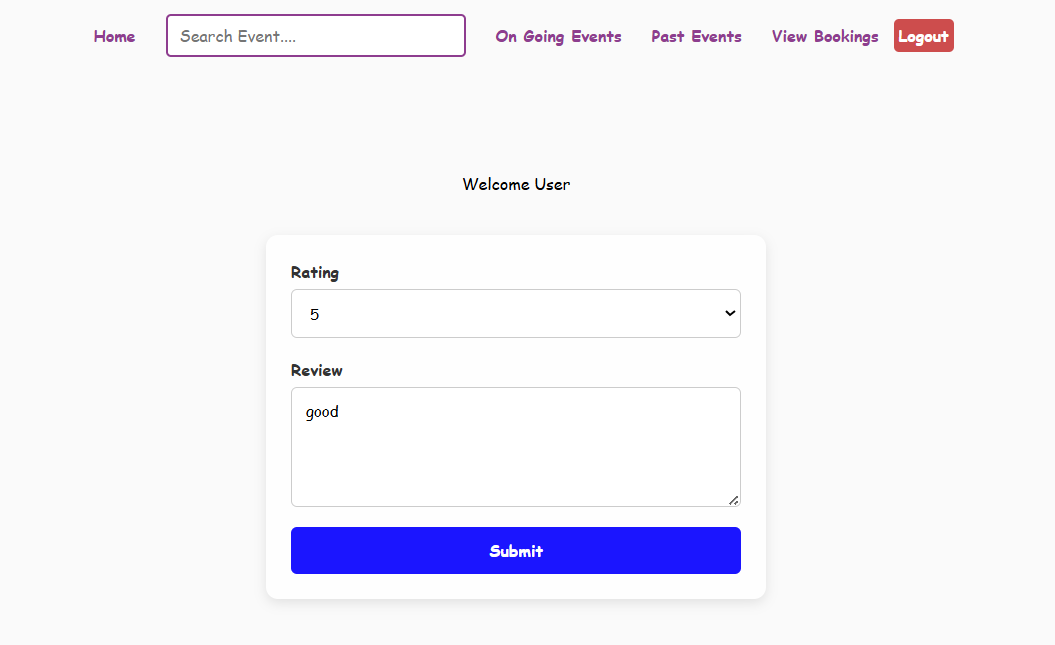 Home Search Event.... On Going Events Past Events View Bookings Logout
Welcome User
Rating
5
Review
good
Submit